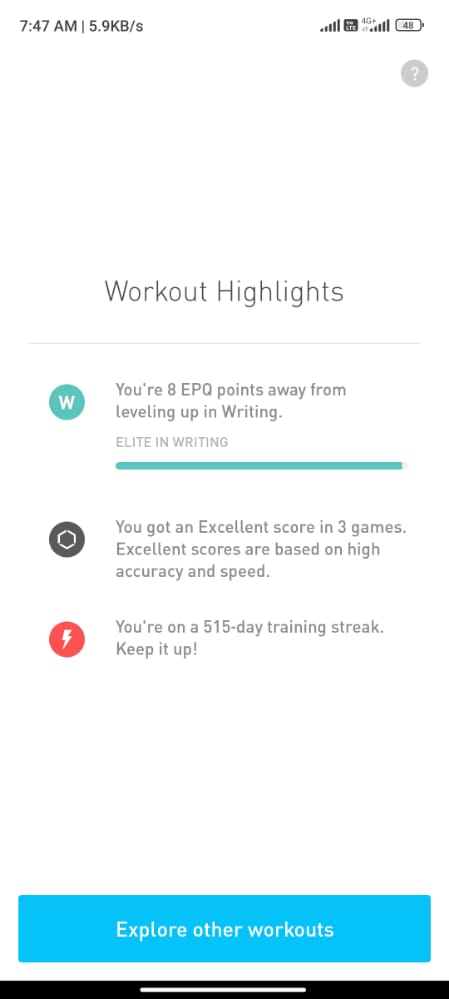 7:47 AM | 5.9KB/s
Vo LTE 4G+ 48
?
Workout Highlights
W
You're 8 EPQ points away from
leveling up in Writing.
ELITE IN WRITING
You got an Excellent score in 3 games.
Excellent scores are based on high
accuracy and speed.
You're on a 515-day training streak.
Keep it up!
Explore other workouts